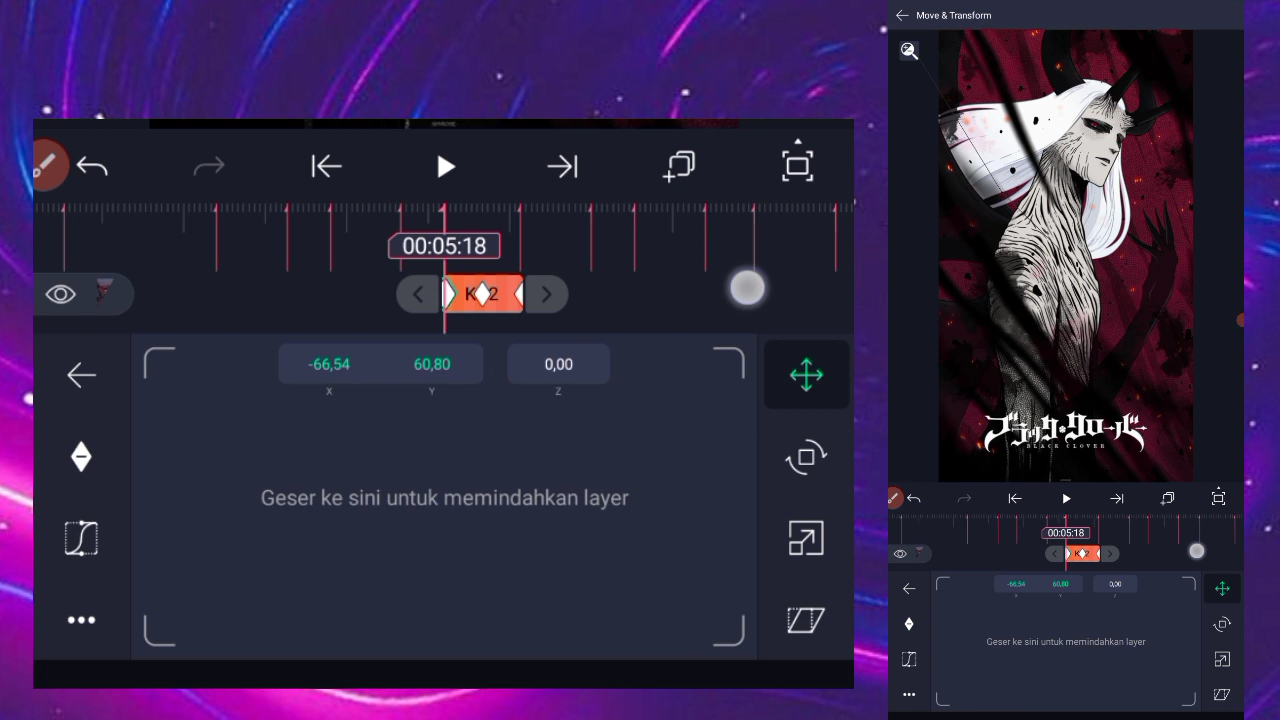 00:05:18
K 2
-66,54 60,80 0,00
X Y Z
Geser ke sini untuk memindahkan layer
Move & Transform
ブラック・クローバー
BLACK CLOVER
00:05:18
K 2
-66,54 60,80 0,00
Geser ke sini untuk memindahkan layer